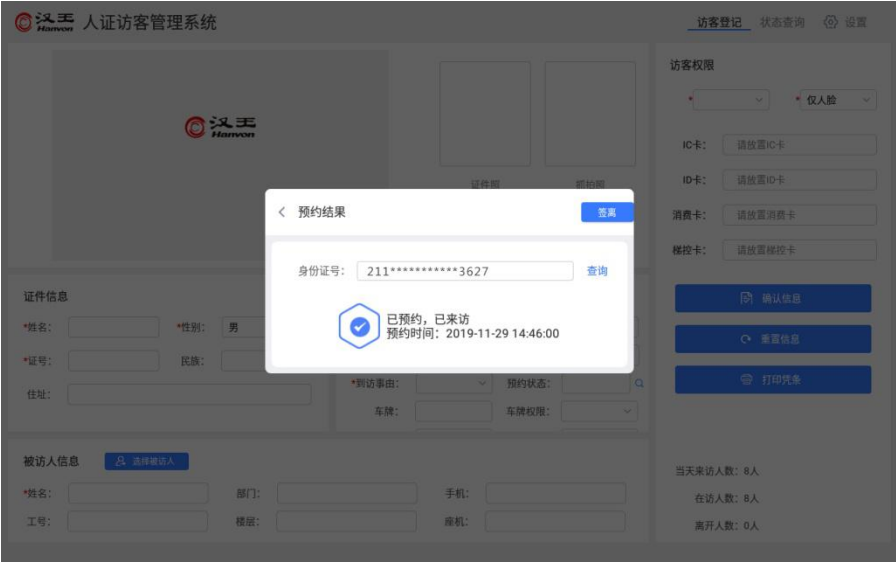 汉王 Hanvon 人证访客管理系统
访客登记 状态查询 设置
汉王
Hanvon
证件照 抓拍照
访客权限
* * 仅人脸
IC卡： 请放置IC卡
ID卡： 请放置ID卡
消费卡： 请放置消费卡
梯控卡： 请放置梯控卡
确认信息
重置信息
打印凭条
预约结果 签离
身份证号： 211***********3627 查询
已预约，已来访
预约时间：2019-11-29 14:46:00
证件信息
*姓名： *性别： 男
*证号： 民族：
住址：
*到访事由： 预约状态：
车牌： 车牌权限：
被访人信息 选择被访人
*姓名： 部门： 手机：
工号： 楼层： 座机：
当天来访人数：8人
在访人数：8人
离开人数：0人